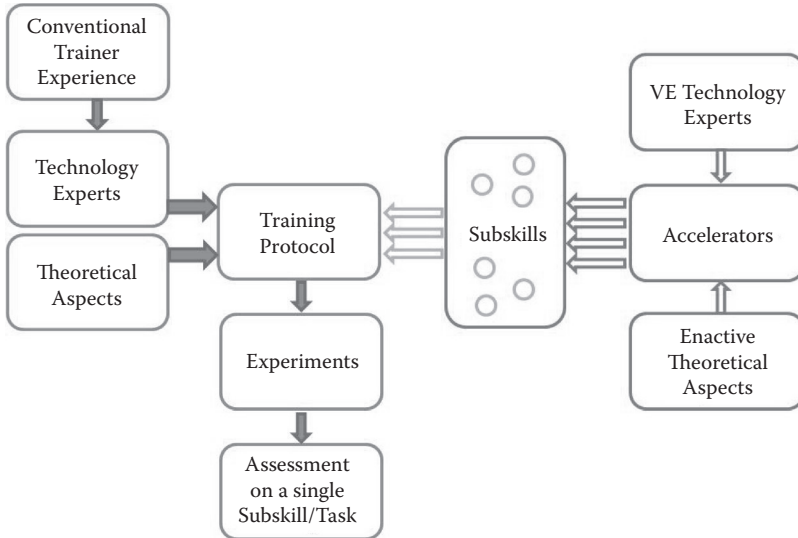 Conventional
Trainer
Experience
Technology
Experts
Theoretical
Aspects
Training
Protocol
Experiments
Assessment
on a single
Subskill/Task
Subskills
VE Technology
Experts
Accelerators
Enactive
Theoretical
Aspects